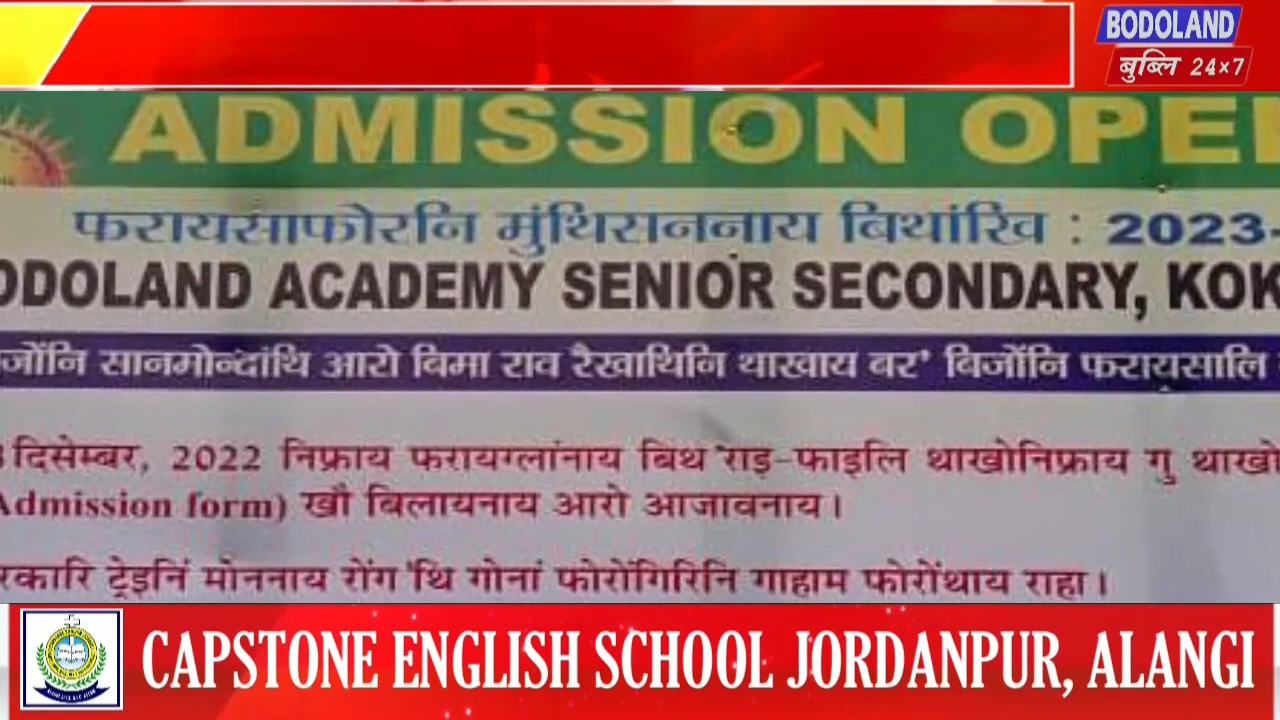 BODOLAND
बुब्लि 24×7
ADMISSION OPE
फरायसाफोरनि मुंथिसाननाय बिथांखि : 2023-
ODOLAND ACADEMY SENIOR SECONDARY, KOK
जोंनि सानमोन्दांथि आरो बिमा राव रैखाथिनि थाखाय बर' बिजोंनि फरायसालि
दिसेम्बर, 2022 निफ्राय फरायग्लांनाय बिथ'राइ-फाइलि थाखोनिफ्राय गु थाखो
Admission form) खौ बिलायनाय आरो आजावनाय।
रकारि ट्रेइनिं मोननाय रोंग'थि गोनां फोरोंगिरिनि गाहाम फोरोंथाय राहा।
CAPSTONE ENGLISH SCHOOL JORDANPUR, ALANGI